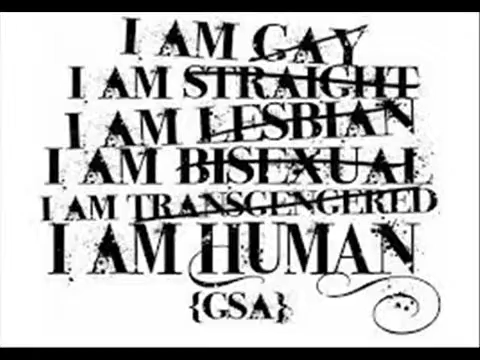 I AM GAY
I AM STRAIGHT
I AM LESBIAN
I AM BISEXUAL
I AM TRANSGENGERED
I AM HUMAN
{GSA}